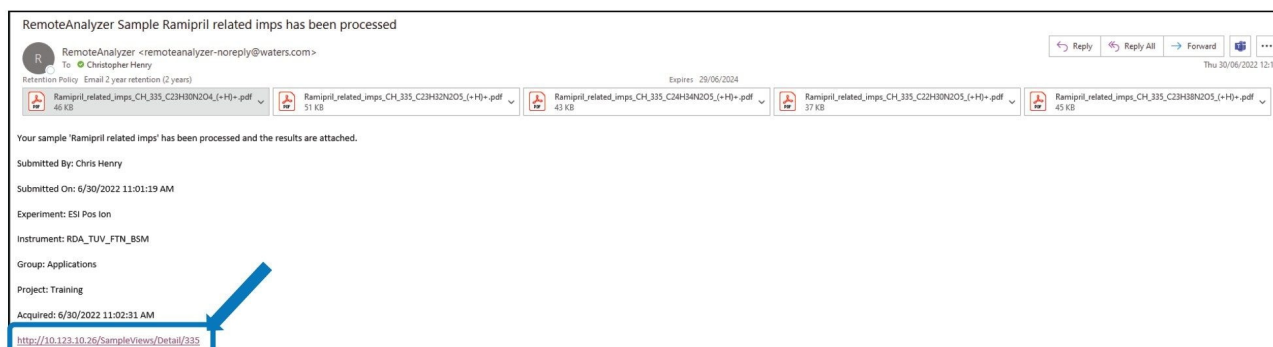 RemoteAnalyzer Sample Ramipril related imps has been processed
R
RemoteAnalyzer <remoteanalyzer-noreply@waters.com>
To Christopher Henry
Reply Reply All Forward
Thu 30/06/2022 12:1
Retention Policy Email 2 year retention (2 years) Expires 29/06/2024
Ramipril_related_imps_CH_335_C23H30N2O4_(+H)+.pdf
46 KB
Ramipril_related_imps_CH_335_C23H32N2O5_(+H)+.pdf
51 KB
Ramipril_related_imps_CH_335_C24H34N2O5_(+H)+.pdf
43 KB
Ramipril_related_imps_CH_335_C22H30N2O5_(+H)+.pdf
37 KB
Ramipril_related_imps_CH_335_C23H38N2O5_(+H)+.pdf
45 KB
Your sample 'Ramipril related imps' has been processed and the results are attached.
Submitted By: Chris Henry
Submitted On: 6/30/2022 11:01:19 AM
Experiment: ESI Pos Ion
Instrument: RDA_TUV_FTN_BSM
Group: Applications
Project: Training
Acquired: 6/30/2022 11:02:31 AM
http://10.123.10.26/SampleViews/Detail/335